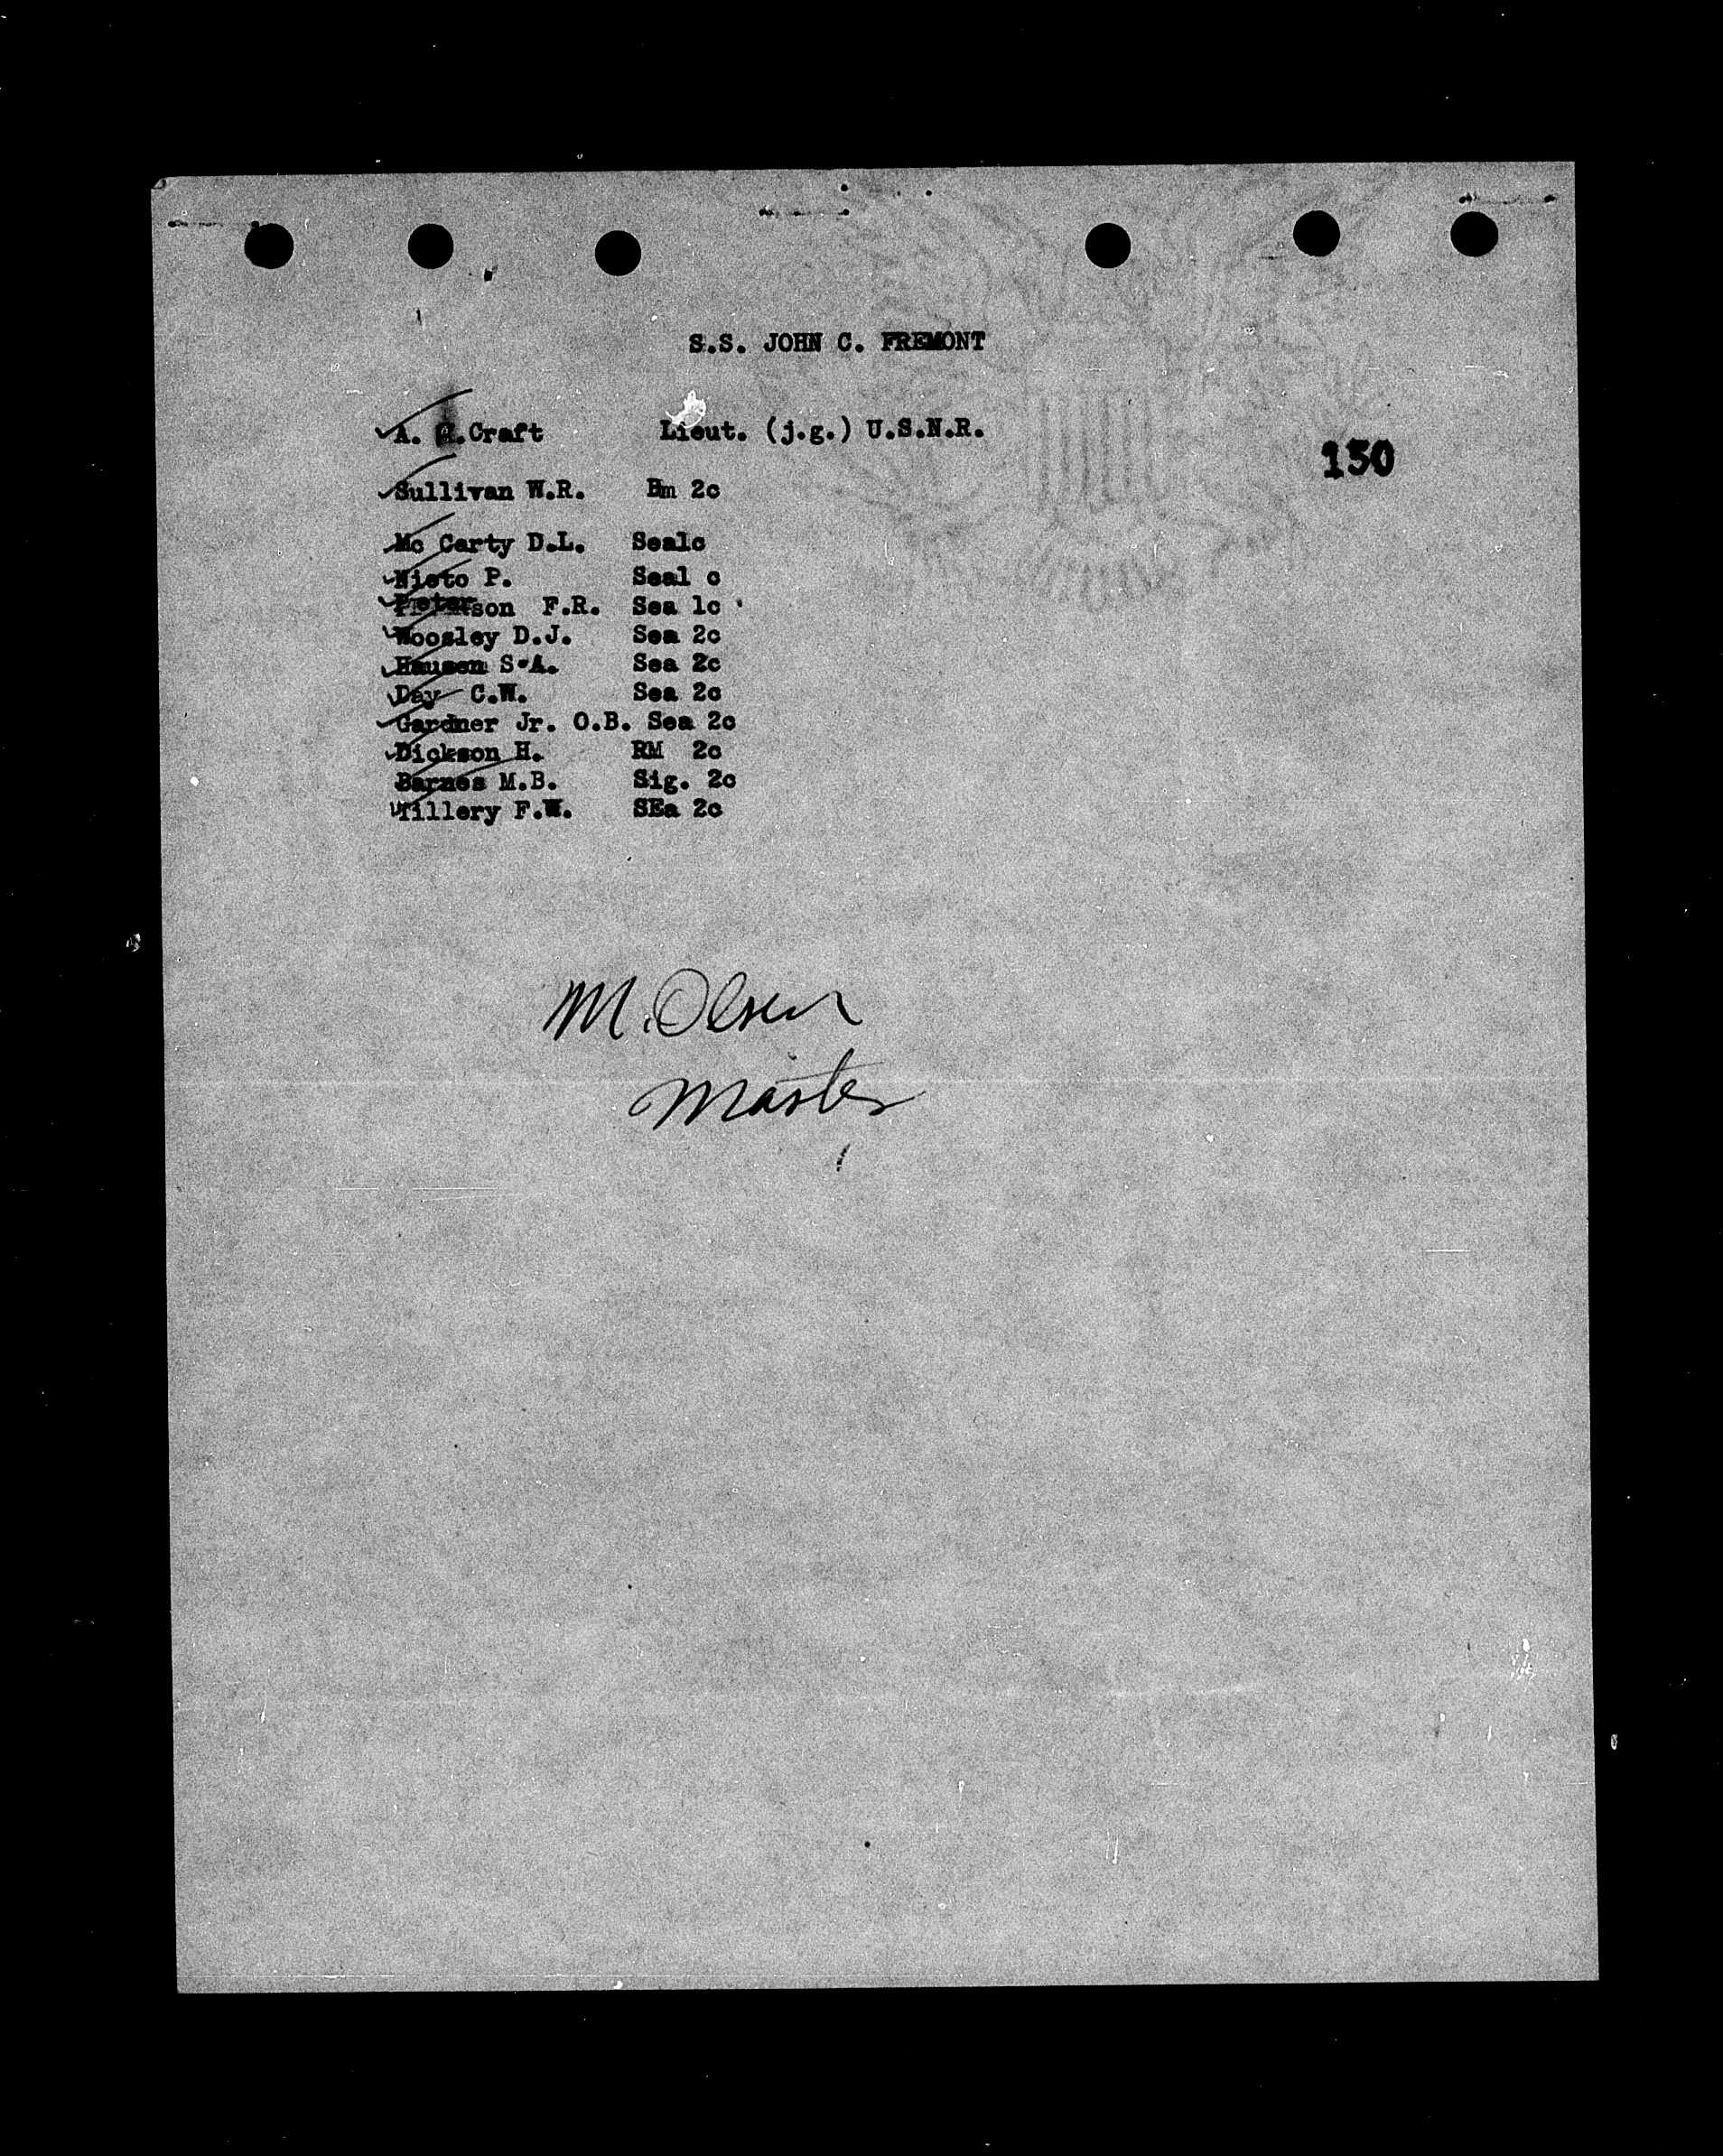 S.S. JOHN C. FREMONT
A. Craft Lieut. (j.g.) U.S.N.R.
150
Sullivan W.R. Bm 2c
Mc Carty D.L. Sealc
Nieto P. Seal c
Peterson F.R. Sea lc
Woosley D.J. Sea 2c
Hausen S.A. Sea 2c
Day C.W. Sea 2c
Gardner Jr. O.B. Sea 2c
Dickson H. RM 2c
Barnes M.B. Sig. 2c
Tillery F.W. SEa 2c
M. Olsen
Master